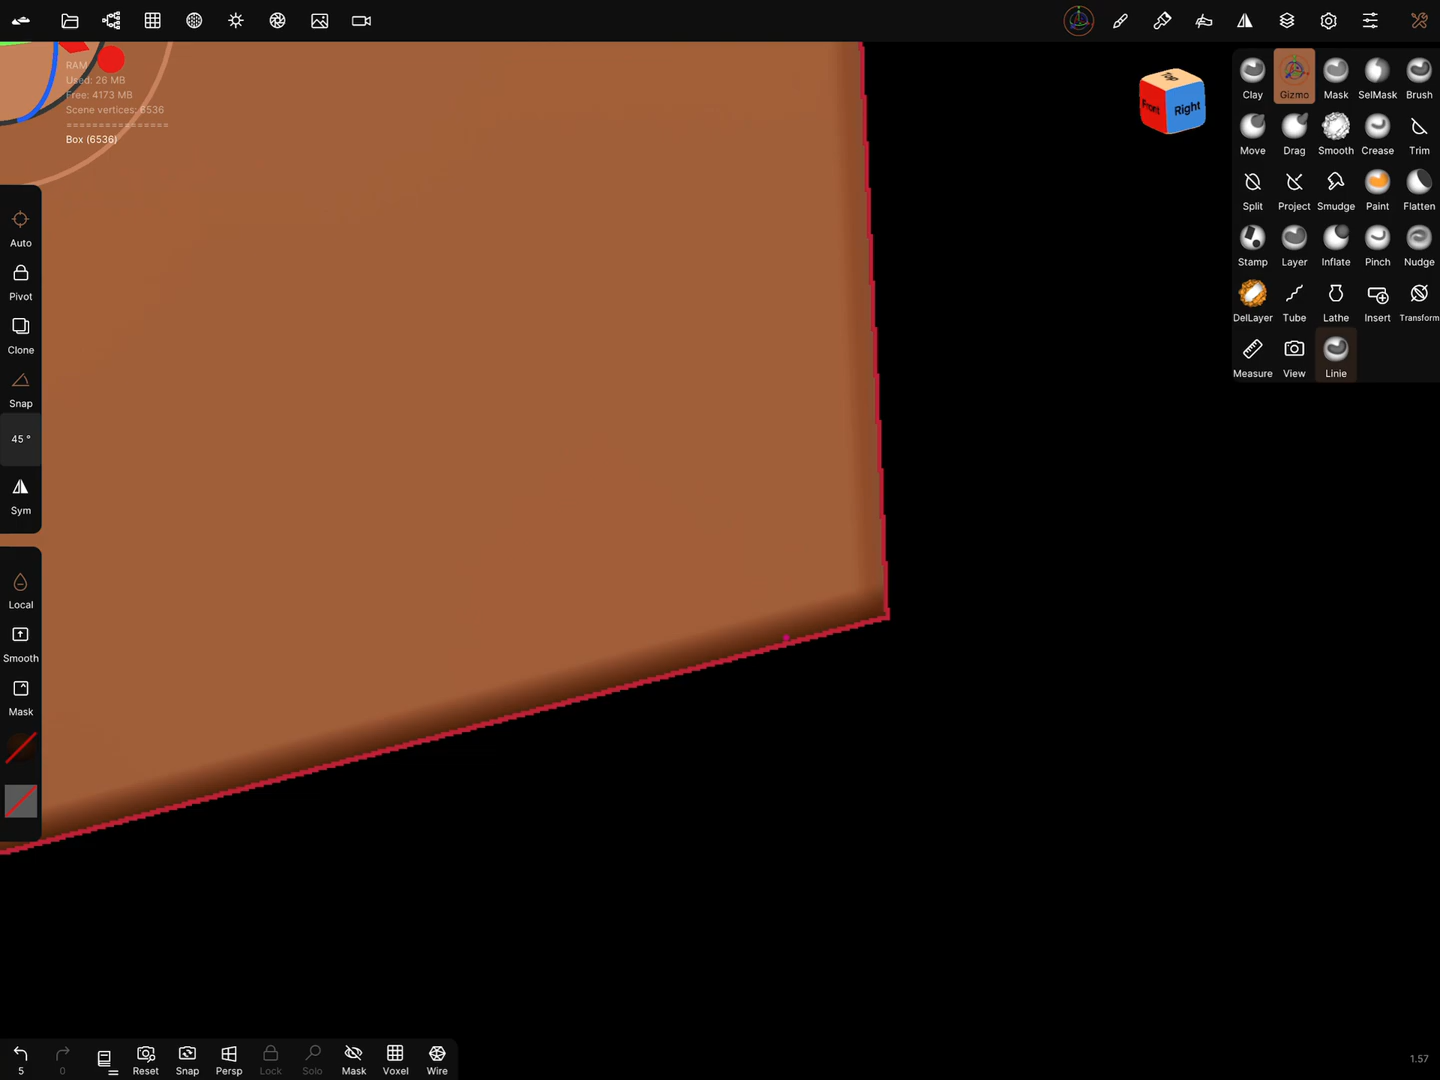 RAM
Used: 26 MB
Free: 4173 MB
Scene vertices: 6536
================
Box (6536)
Top
Front
Right
Auto
Pivot
Clone
Snap
45 °
Sym
Local
Smooth
Mask
Clay
Gizmo
Mask
SelMask
Brush
Move
Drag
Smooth
Crease
Trim
Split
Project
Smudge
Paint
Flatten
Stamp
Layer
Inflate
Pinch
Nudge
DelLayer
Tube
Lathe
Insert
Transform
Measure
View
Linie
5
0
Reset
Snap
Persp
Lock
Solo
Mask
Voxel
Wire
1.57